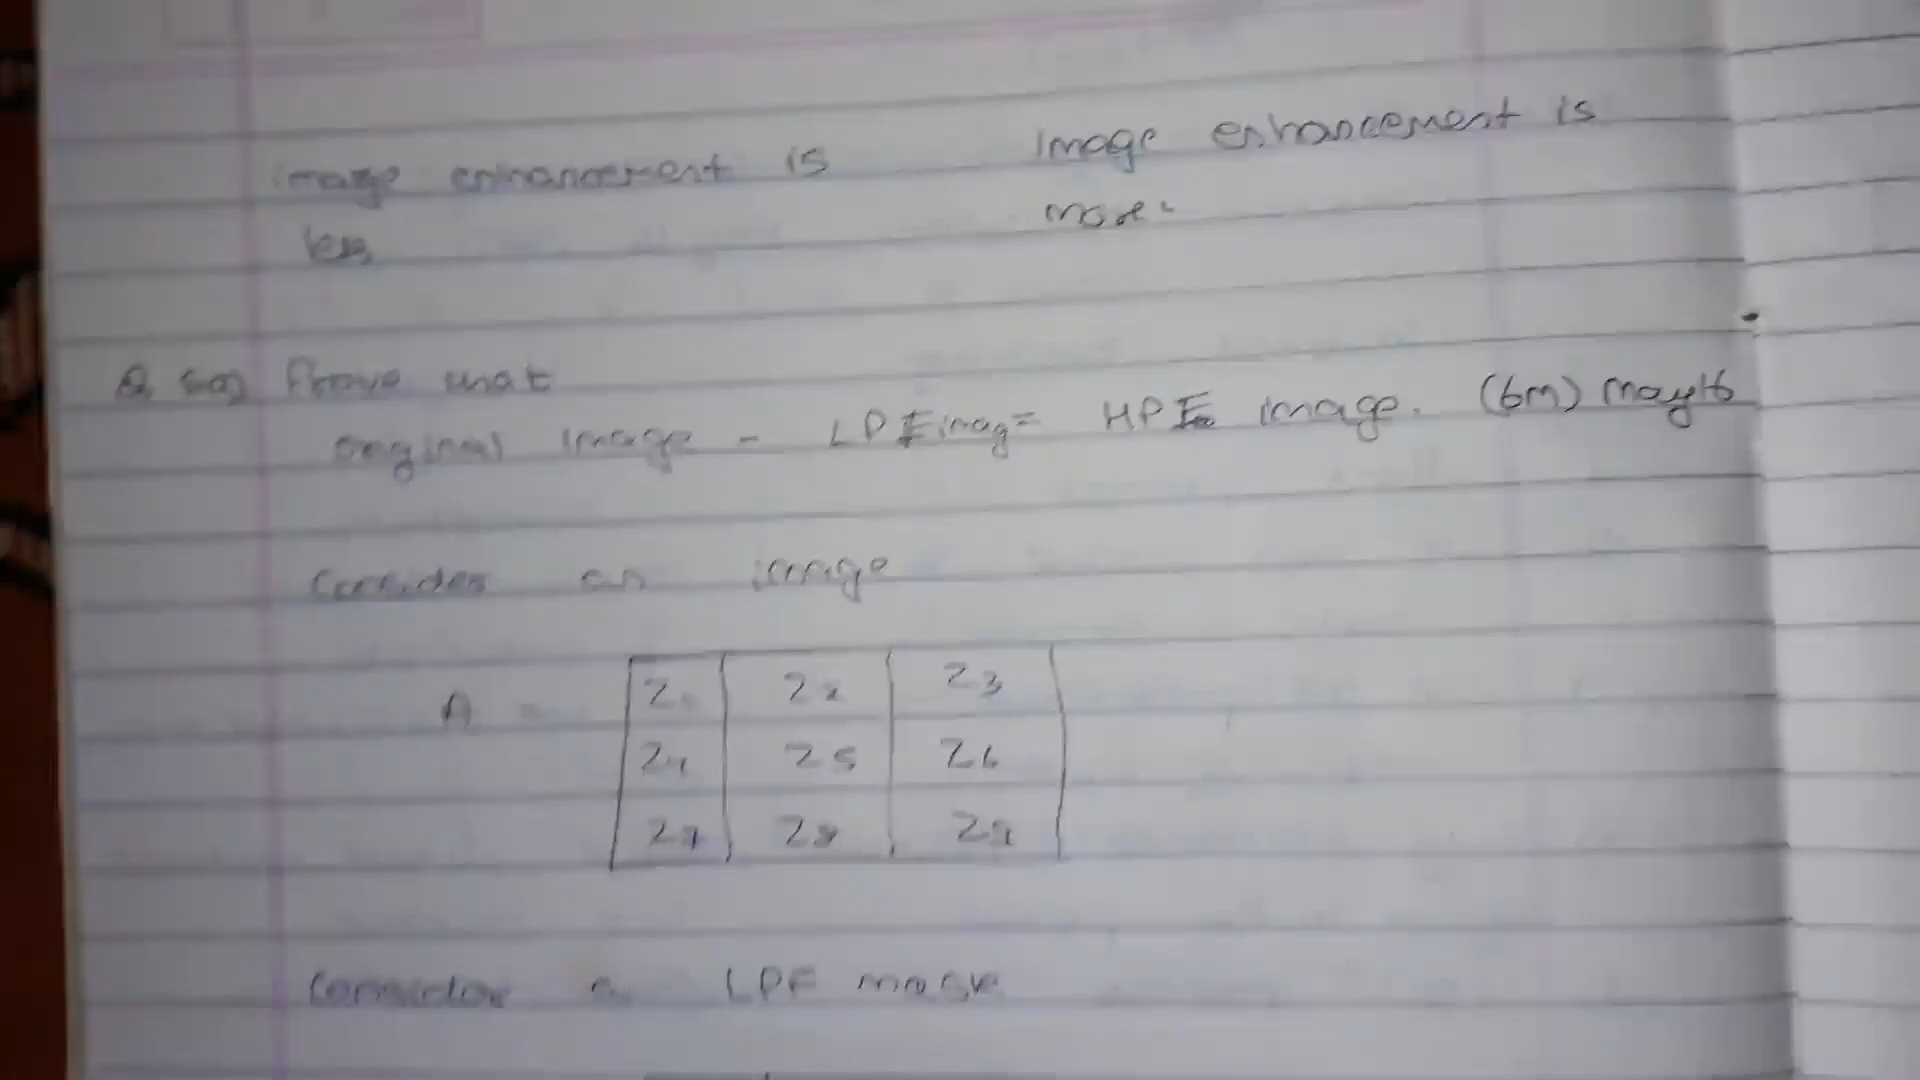 image enhancement is    Image enhancement is
less    more.
Q. Prove that
original image - LPF imag = HPF image. (6m) may16
Consider an image
A = Z1 Z2 Z3
Z4 Z5 Z6
Z7 Z8 Z9
Consider a LPF mask